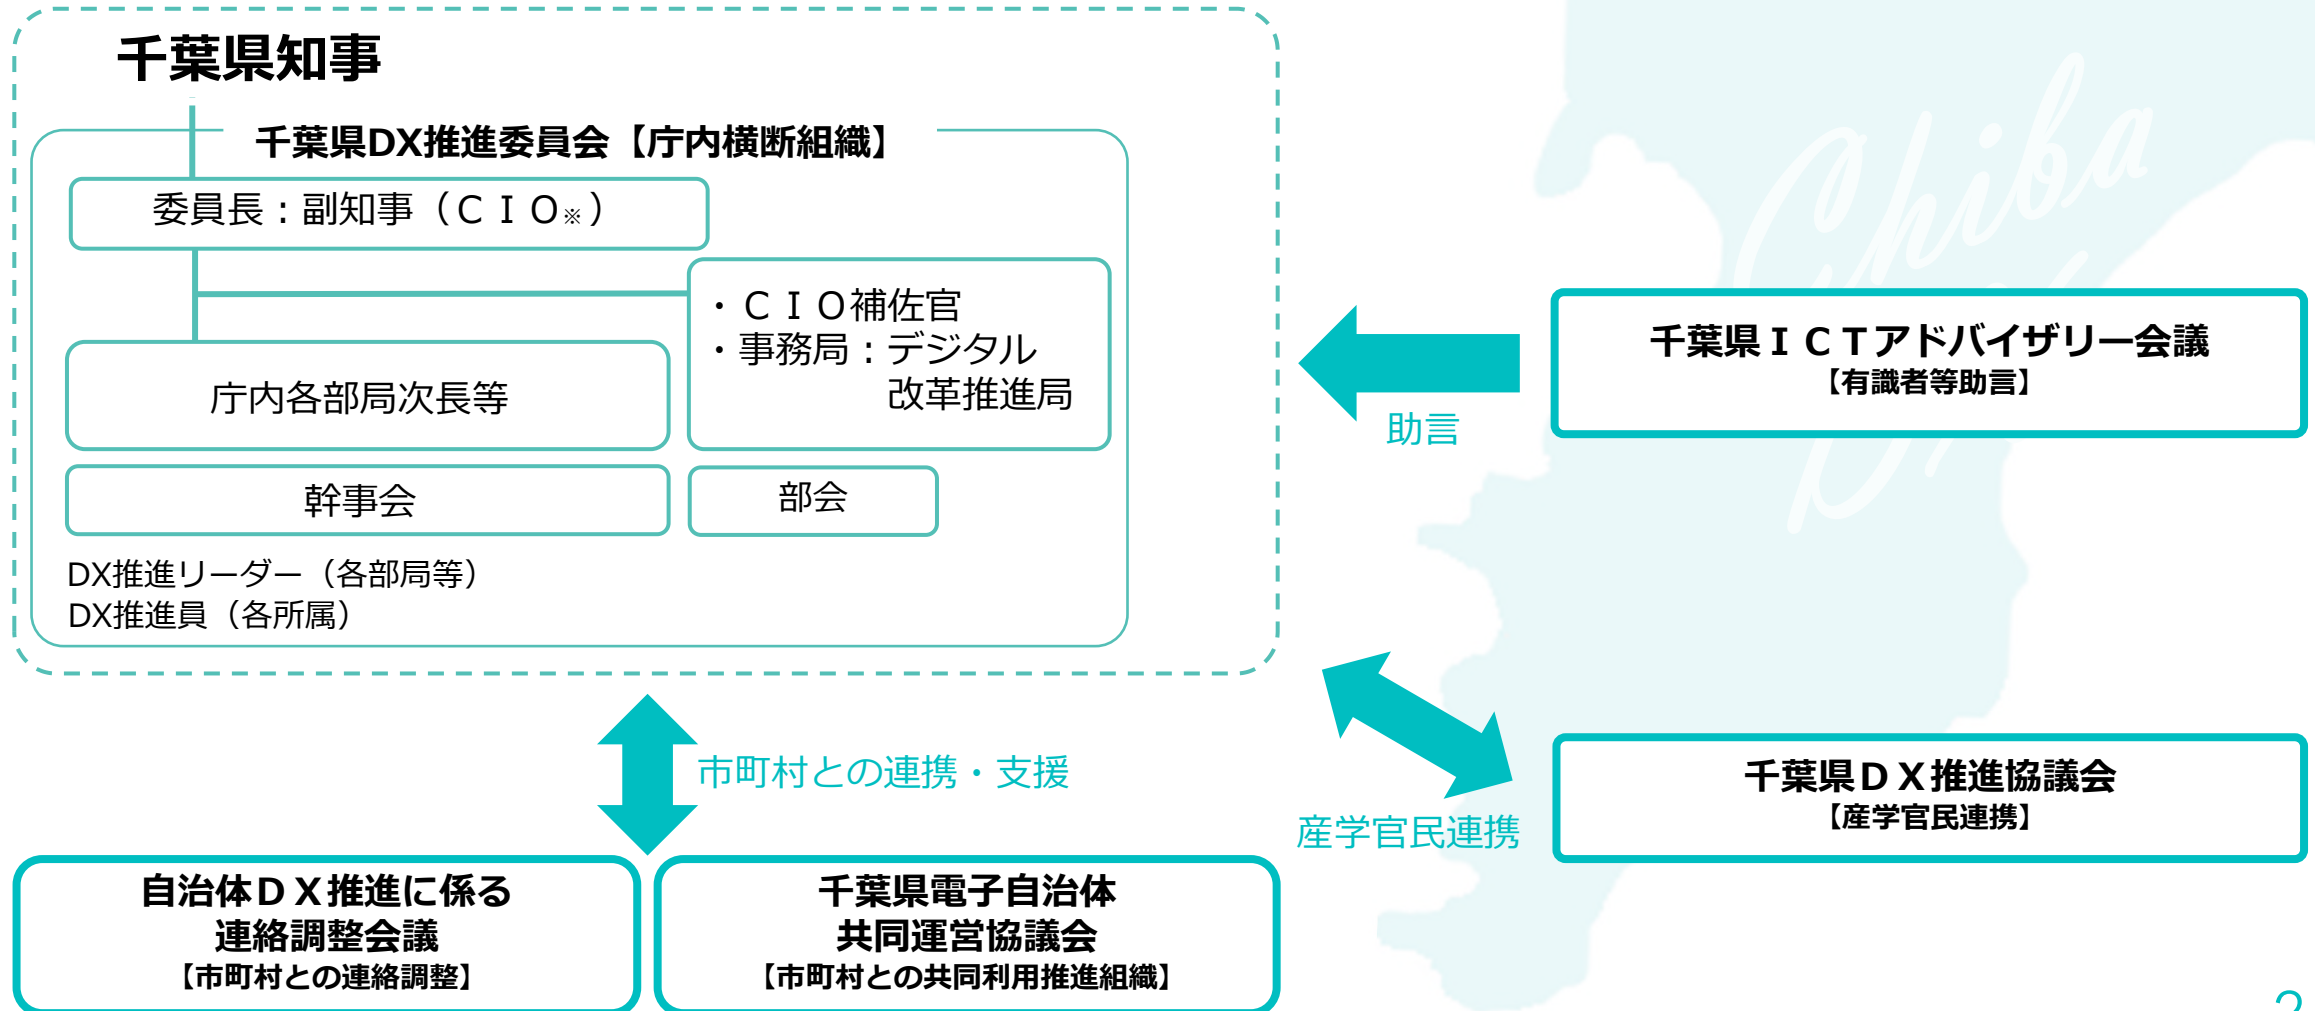 千葉県知事
千葉県DX推進委員会【庁内横断組織】
委員長：副知事（ＣＩＯ※）
・ＣＩＯ補佐官
・事務局：デジタル
改革推進局
庁内各部局次長等
幹事会
部会
DX推進リーダー（各部局等）
DX推進員（各所属）
千葉県ＩＣＴアドバイザリー会議
【有識者等助言】
助言
市町村との連携・支援
産学官民連携
千葉県ＤＸ推進協議会
【産学官民連携】
自治体ＤＸ推進に係る
連絡調整会議
【市町村との連絡調整】
千葉県電子自治体
共同運営協議会
【市町村との共同利用推進組織】
Chiba